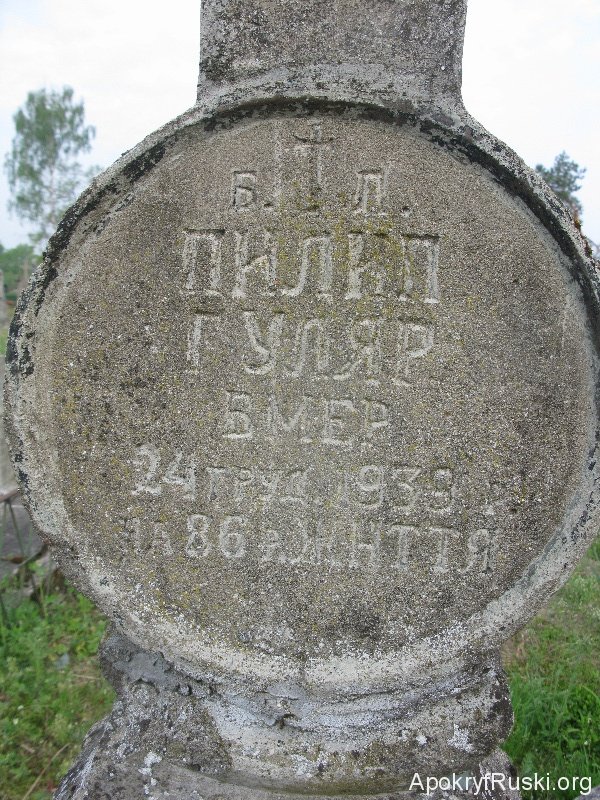 Б. Л.
ПИЛИП
ГУЛЯР
ВМЕР
24 ГРУД. 1939 Г.
НА 86 Р. ЖИТТЯ
ApokryfRuski.org